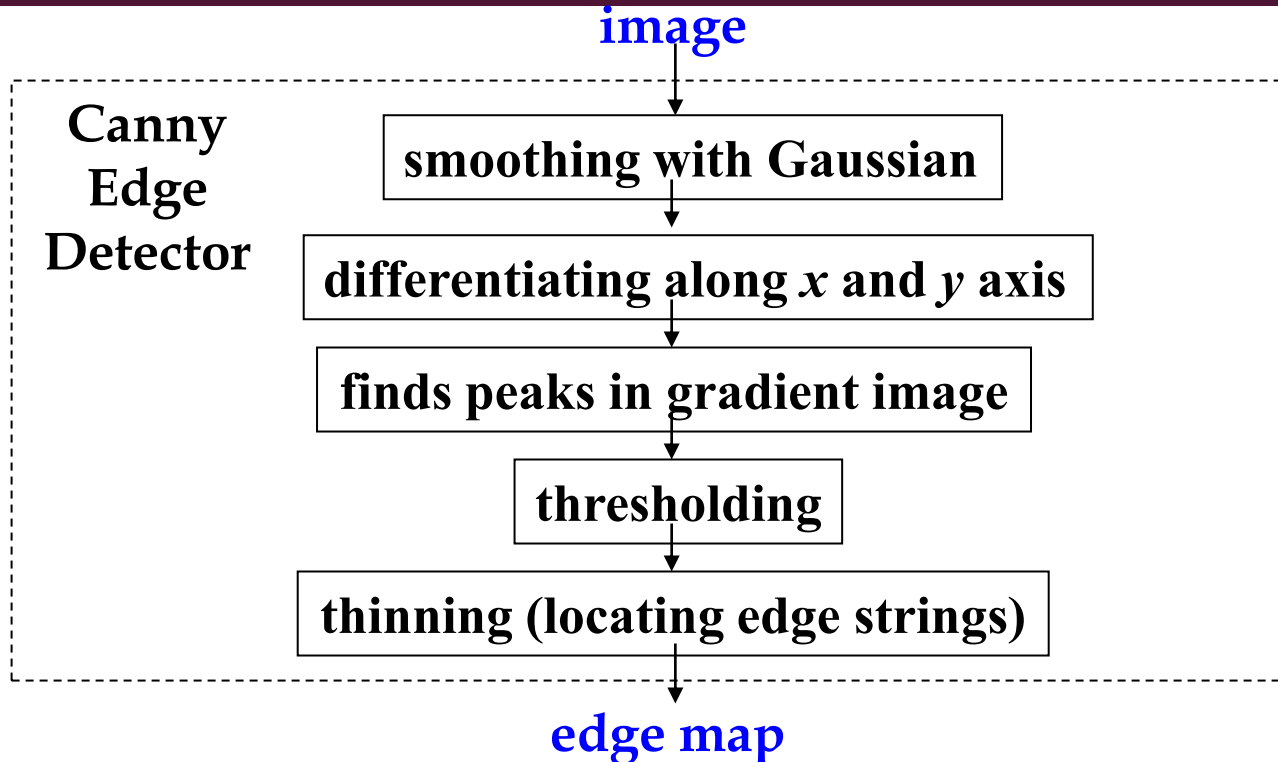 image
Canny
Edge
Detector
smoothing with Gaussian
differentiating along x and y axis
finds peaks in gradient image
thresholding
thinning (locating edge strings)
edge map